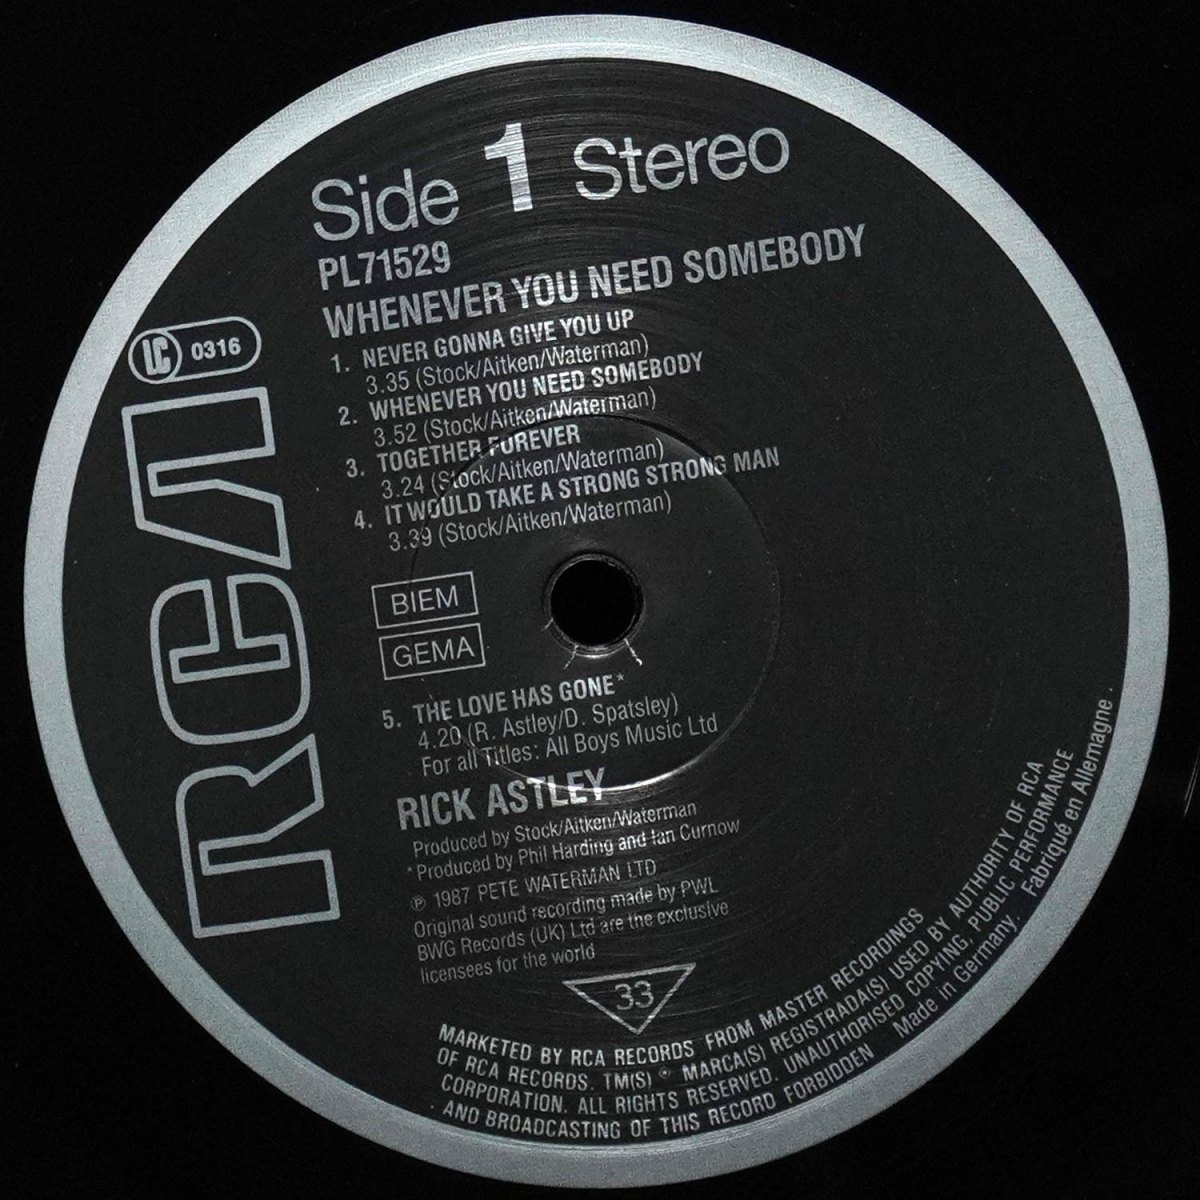 Side 1 Stereo
PL71529
WHENEVER YOU NEED SOMEBODY
1. NEVER GONNA GIVE YOU UP
3.35 (Stock/Aitken/Waterman)
2. WHENEVER YOU NEED SOMEBODY
3.52 (Stock/Aitken/Waterman)
3. TOGETHER FOREVER
3.24 (Stock/Aitken/Waterman)
4. IT WOULD TAKE A STRONG STRONG MAN
3.39 (Stock/Aitken/Waterman)
LC 0316
RCA
BIEM
GEMA
5. THE LOVE HAS GONE*
4.20 (R. Astley/D. Spatsley)
For all Titles: All Boys Music Ltd
RICK ASTLEY
Produced by Stock/Aitken/Waterman
*Produced by Phil Harding and Ian Curnow
℗ 1987 PETE WATERMAN LTD
Original sound recording made by PWL
BWG Records (UK) Ltd are the exclusive
licensees for the world
33
MARKETED BY RCA RECORDS FROM MASTER RECORDINGS
OF RCA RECORDS. TM(S) ® MARCA(S) REGISTRADA(S) USED BY AUTHORITY OF RCA
CORPORATION. ALL RIGHTS RESERVED. UNAUTHORISED COPYING, PUBLIC PERFORMANCE
AND BROADCASTING OF THIS RECORD FORBIDDEN Made in Germany. Fabriqué en Allemagne.